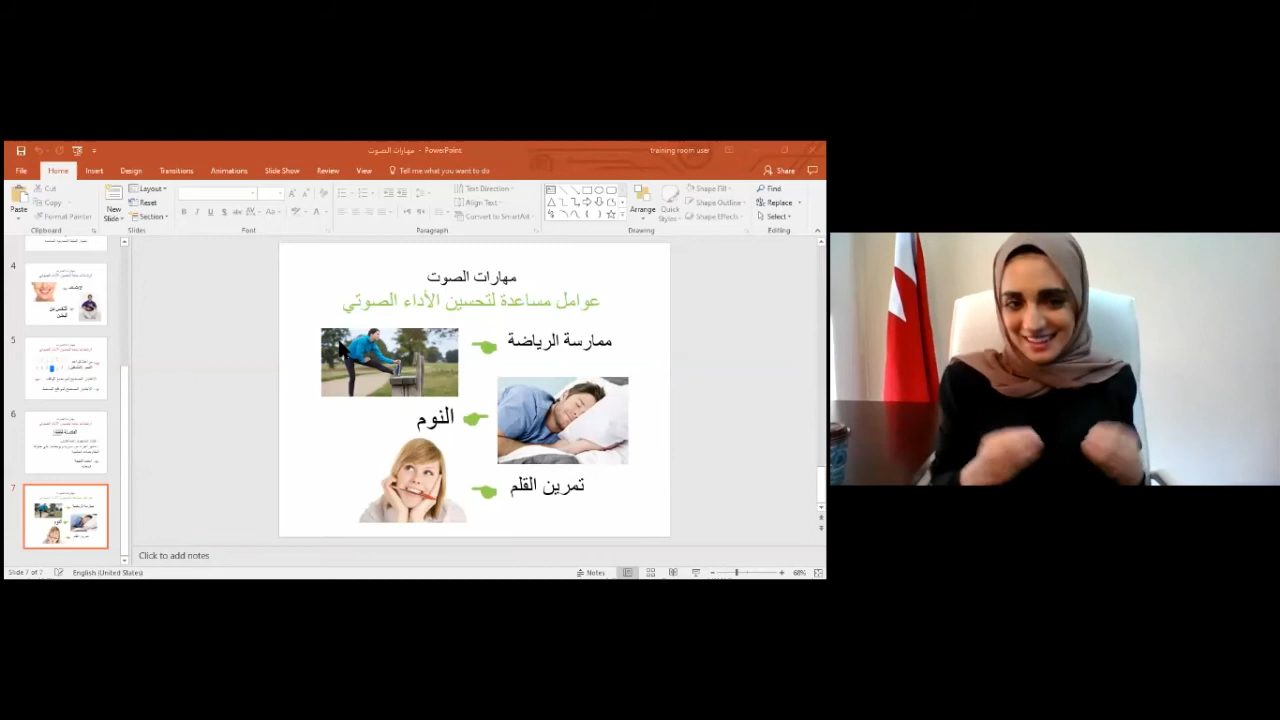 مهارات الصوت - PowerPoint
training room user
File Home Insert Design Transitions Animations Slide Show Review View Tell me what you want to do
Share
Paste
Cut
Copy
Format Painter
Clipboard
New Slide
Layout
Reset
Section
Slides
Font
Text Direction
Align Text
Convert to SmartArt
Paragraph
Arrange
Quick Styles
Shape Fill
Shape Outline
Shape Effects
Drawing
Find
Replace
Select
Editing
4
5
6
7
مهارات الصوت
عوامل مساعدة لتحسين الأداء الصوتي
ممارسة الرياضة
النوم
تمرين القلم
Click to add notes
Slide 7 of 7 English (United States)
Notes
68%